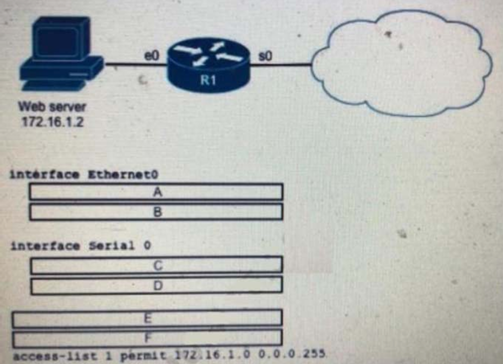 e0
s0
R1
Web server
172.16.1.2
interface Ethernet0
A
B
interface Serial 0
C
D
E
F
access-list 1 permit 172.16.1.0 0.0.0.255